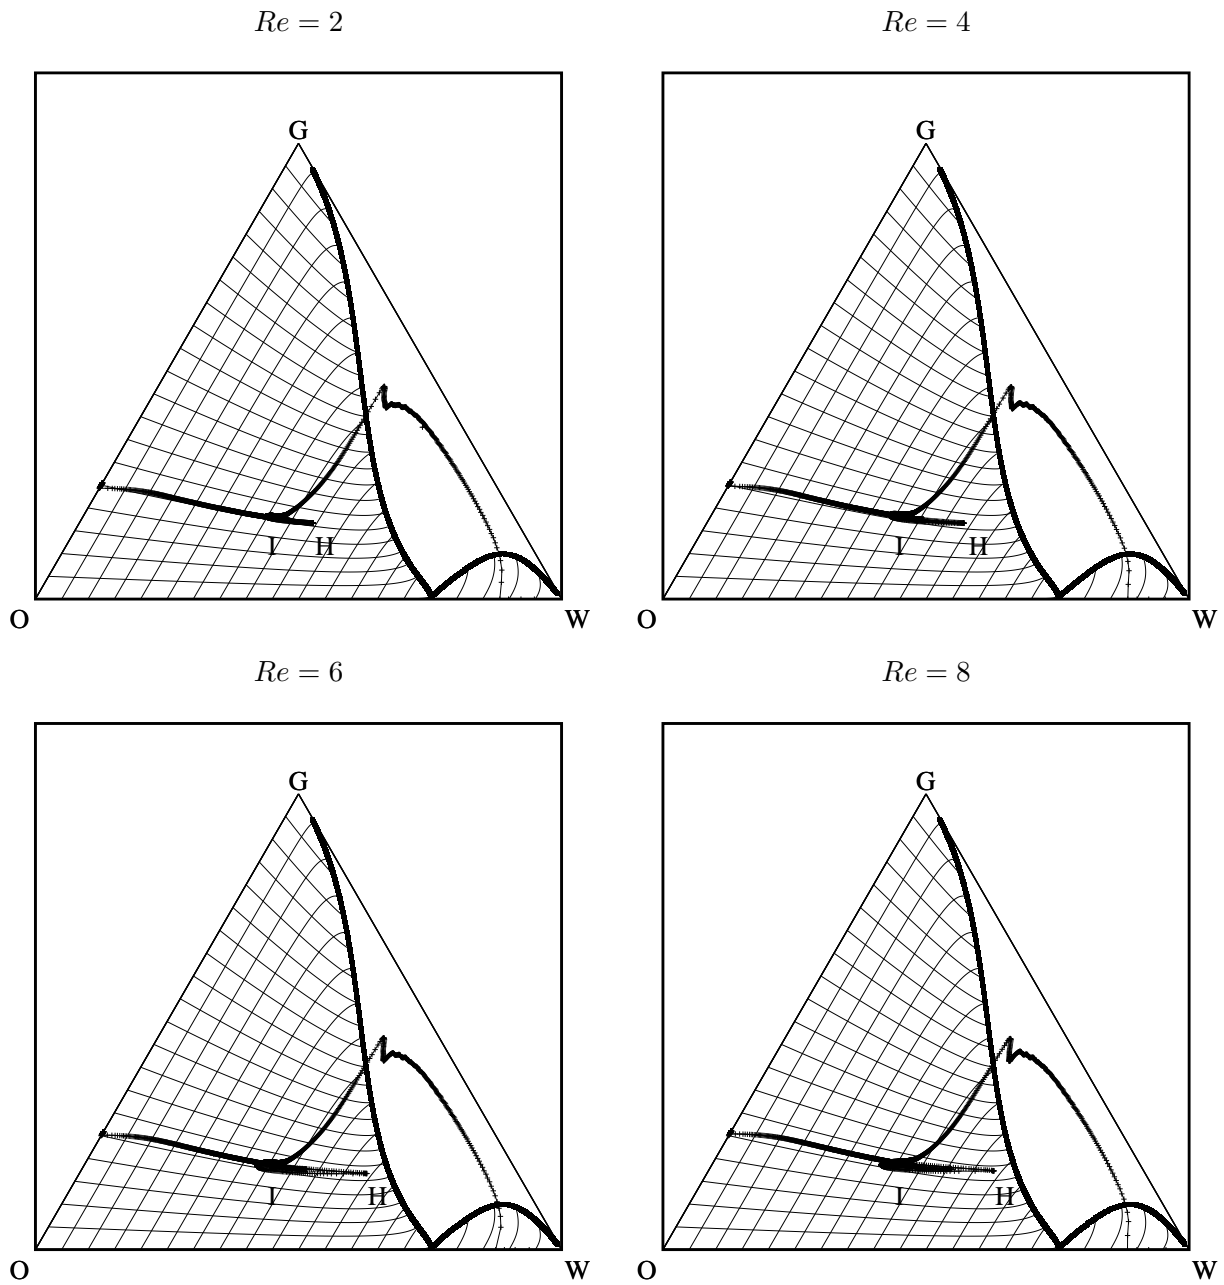 Re = 2
Re = 4
G
G
I H
I H
O W
O W
Re = 6
Re = 8
G
G
I H
I H
O W
O W